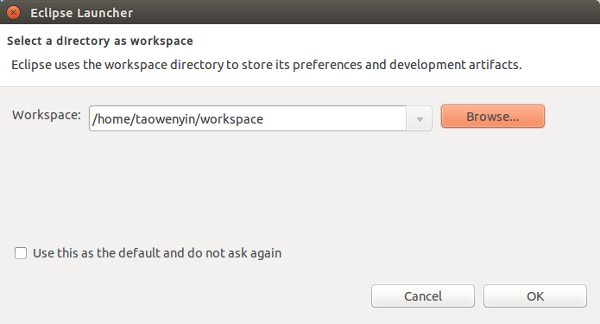 Eclipse Launcher
Select a directory as workspace
Eclipse uses the workspace directory to store its preferences and development artifacts.
Workspace: /home/taowenyin/workspace Browse...
Use this as the default and do not ask again
Cancel OK